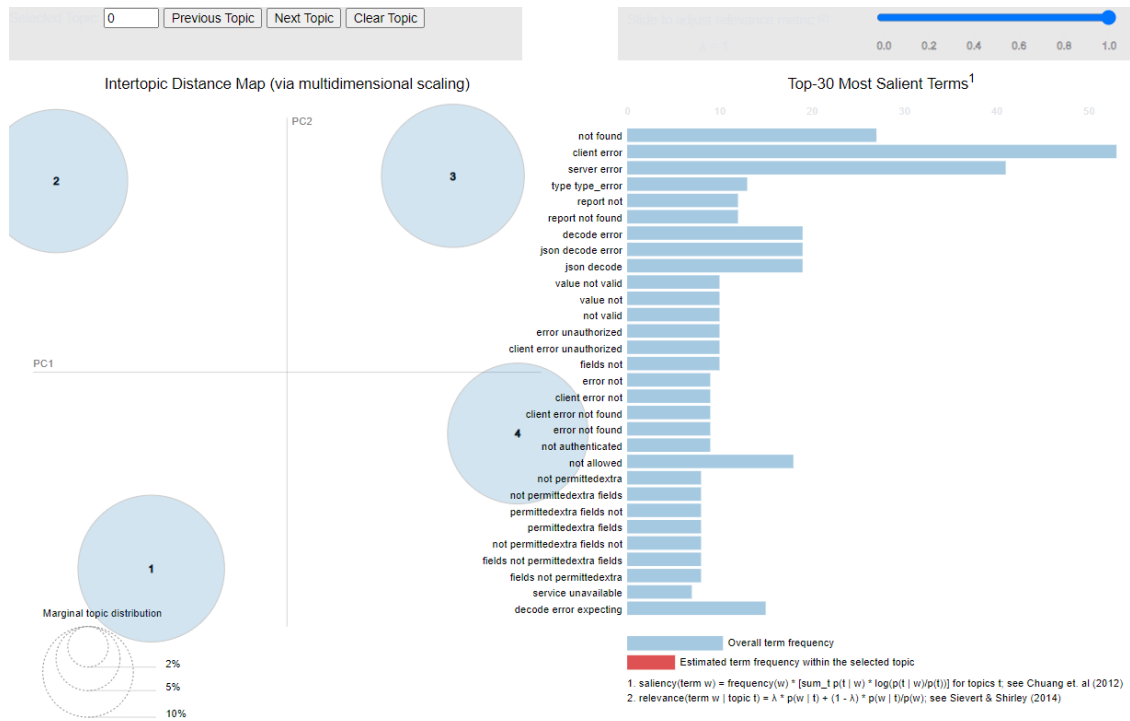 Selected Topic: 0 Previous Topic Next Topic Clear Topic
0.0 0.2 0.4 0.6 0.8 1.0
Intertopic Distance Map (via multidimensional scaling)
PC2
PC1
2
3
4
1
Marginal topic distribution
2%
5%
10%
Top-30 Most Salient Terms1
0 10 20 30 40 50
not found
client error
server error
type type_error
report not
report not found
decode error
json decode error
json decode
value not valid
value not
not valid
error unauthorized
client error unauthorized
fields not
error not
client error not
client error not found
error not found
not authenticated
not allowed
not permittedextra
not permittedextra fields
permittedextra fields not
permittedextra fields
not permittedextra fields not
fields not permittedextra fields
fields not permittedextra
service unavailable
decode error expecting
Overall term frequency
Estimated term frequency within the selected topic
1. saliency(term w) = frequency(w) * [sum_t p(t | w) * log(p(t | w)/p(t))] for topics t; see Chuang et. al (2012)
2. relevance(term w | topic t) = λ * p(w | t) + (1 - λ) * p(w | t)/p(w); see Sievert & Shirley (2014)